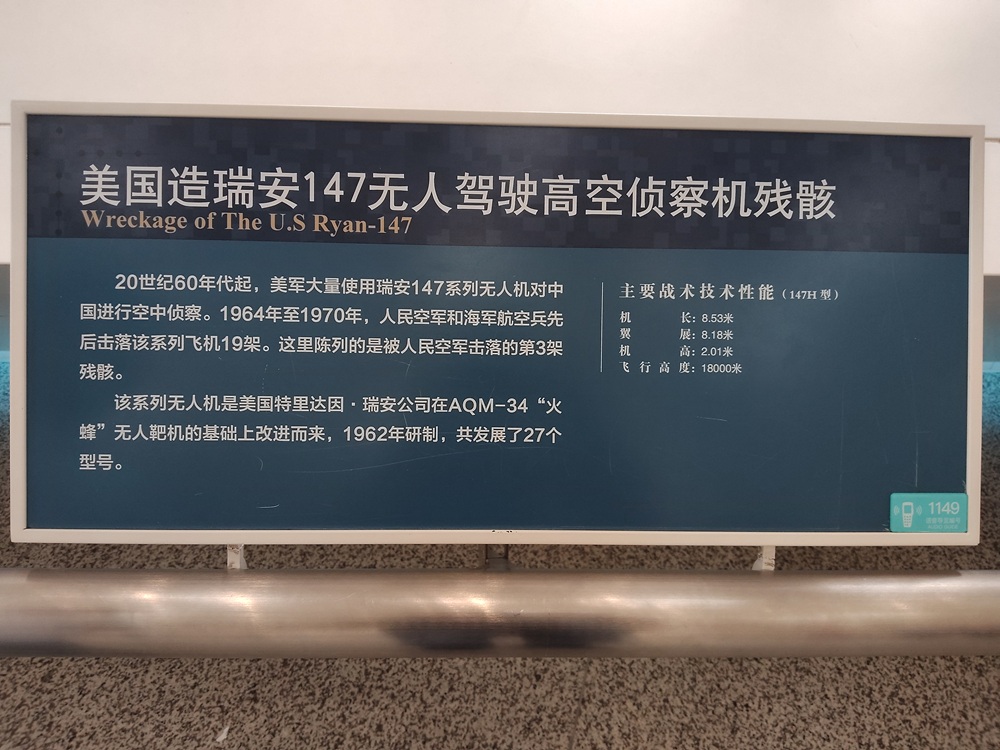 美国造瑞安147无人驾驶高空侦察机残骸
Wreckage of The U.S Ryan-147
20世纪60年代起，美军大量使用瑞安147系列无人机对中
国进行空中侦察。1964年至1970年，人民空军和海军航空兵先
后击落该系列飞机19架。这里陈列的是被人民空军击落的第3架
残骸。
该系列无人机是美国特里达因·瑞安公司在AQM-34“火
蜂”无人靶机的基础上改进而来，1962年研制，共发展了27个
型号。
主要战术技术性能（147H型）
机长：8.53米
翼展：8.18米
机高：2.01米
飞行高度：18000米
1149